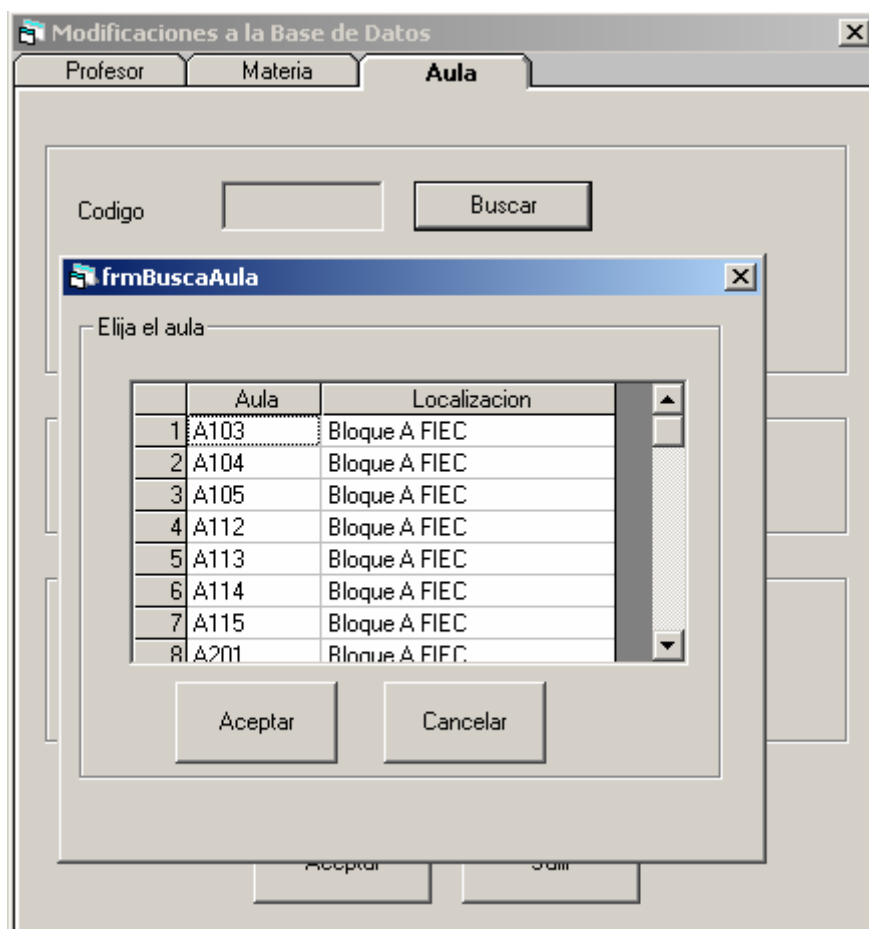 Modificaciones a la Base de Datos
Profesor Materia Aula
Codigo Buscar
frmBuscaAula
Elija el aula
Aula Localizacion
1 A103 Bloque A FIEC
2 A104 Bloque A FIEC
3 A105 Bloque A FIEC
4 A112 Bloque A FIEC
5 A113 Bloque A FIEC
6 A114 Bloque A FIEC
7 A115 Bloque A FIEC
8 A201 Bloque A FIEC
Aceptar Cancelar
Aceptar Salir